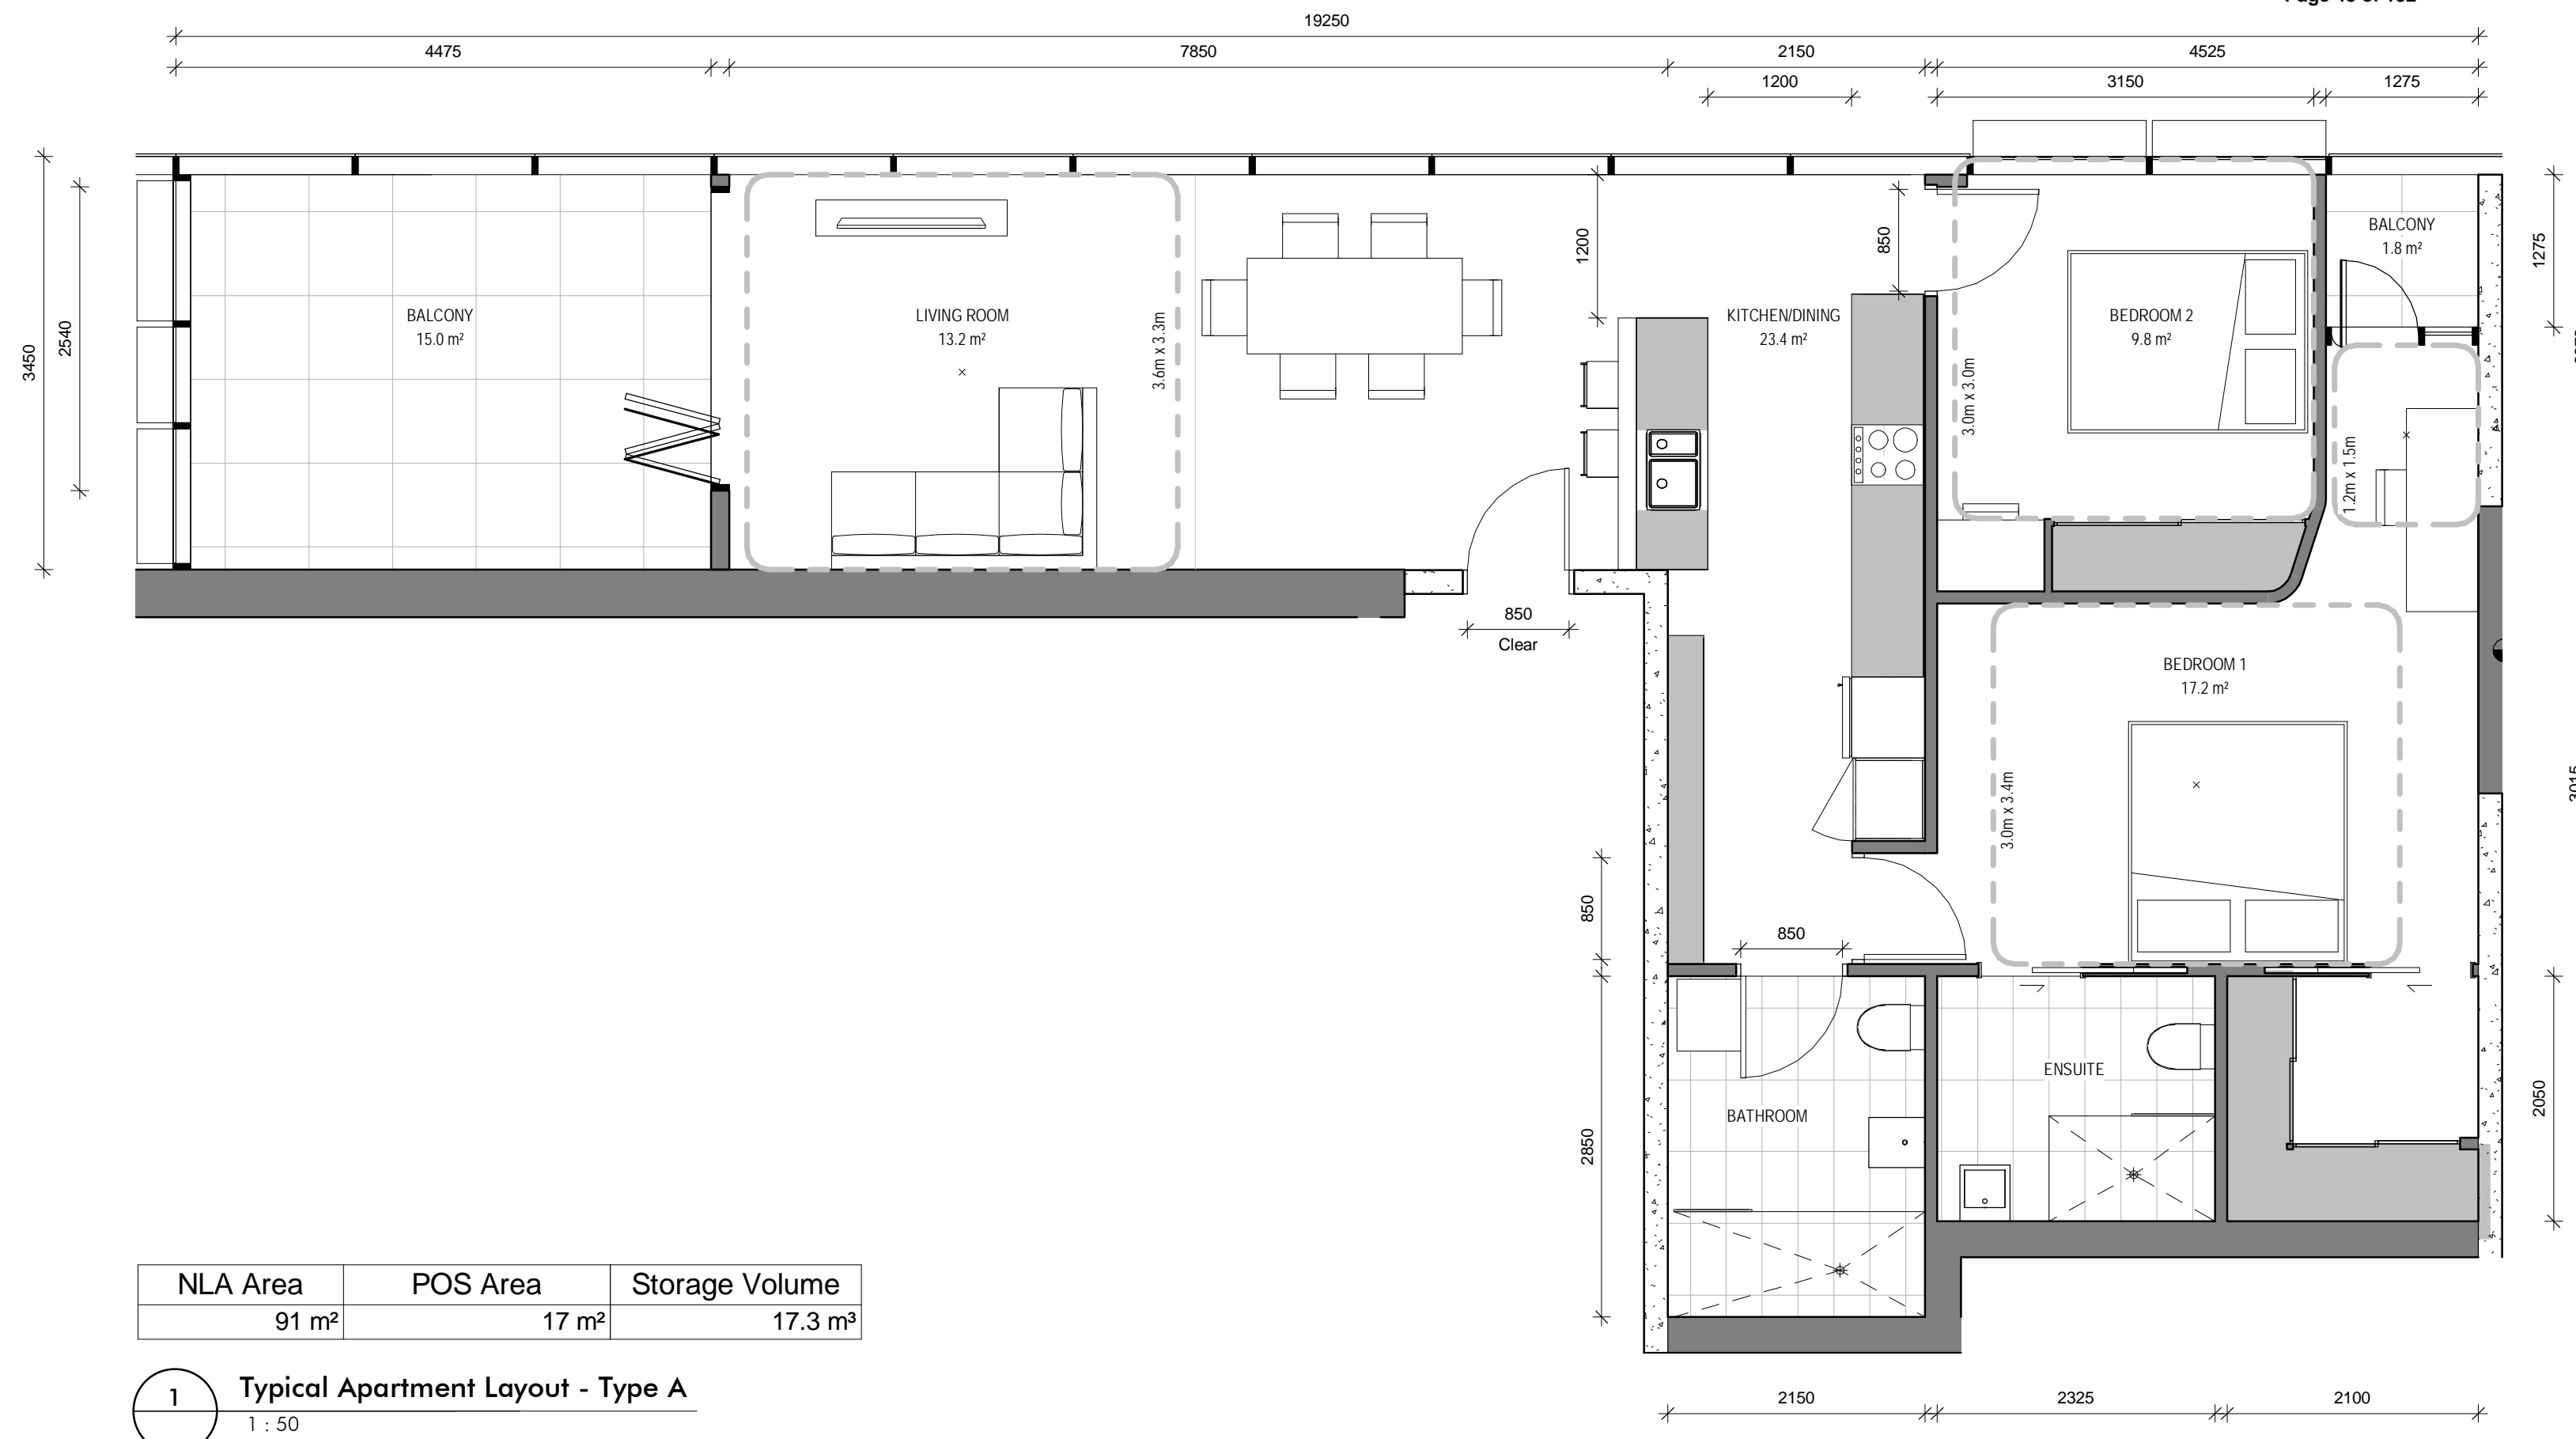 19250
4475
7850
2150
4525
1200
3150
1275
3450
2540
BALCONY
15.0 m²
LIVING ROOM
13.2 m²
3.6m x 3.3m
1200
KITCHEN/DINING
23.4 m²
850
3.0m x 3.0m
BEDROOM 2
9.8 m²
BALCONY
1.8 m²
1275
1.2m x 1.5m
850
Clear
BEDROOM 1
17.2 m²
3.0m x 3.4m
3015
850
850
2850
BATHROOM
ENSUITE
2050
NLA Area
POS Area
Storage Volume
91 m²
17 m²
17.3 m³
1
Typical Apartment Layout - Type A
1 : 50
2150
2325
2100